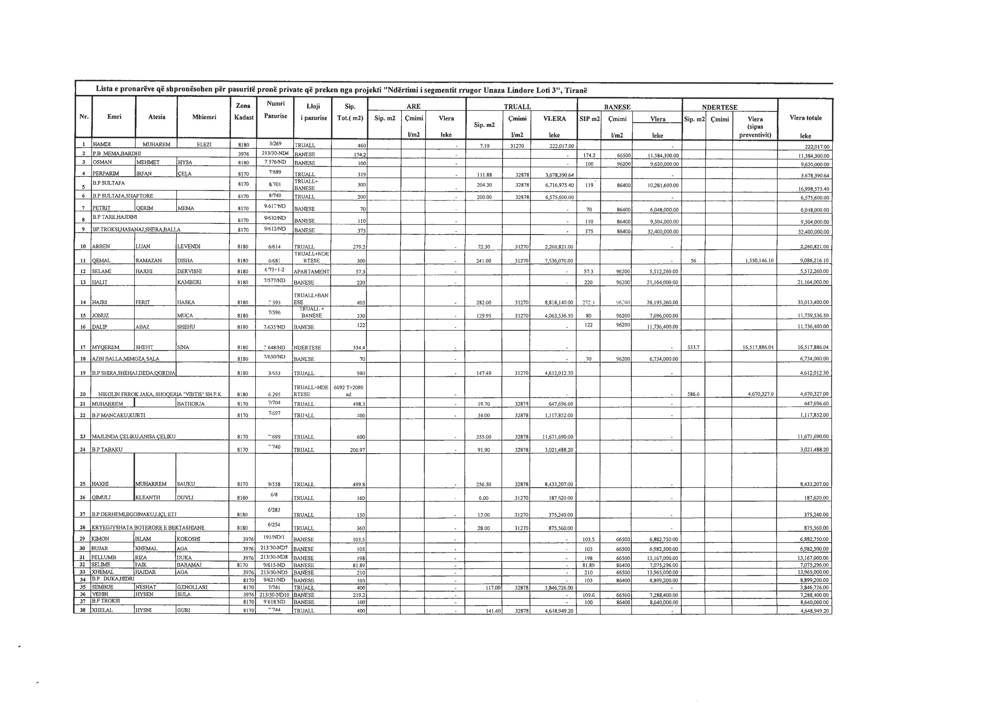 Lista e pronarëve që shpronësohen për pasuritë pronë private që preken nga projekti "Ndërtimi i segmentit rrugor Unaza Lindore Loti 3", Tiranë
Nr. Emri Atesia Mbiemri Zona Kadast Numri Pasurise Lloji i pasurise Sip. Tot.( m2) ARE TRUALL BANESE NDERTESE Vlera totale leke
Sip. m2 Çmimi l/m2 Vlera leke Sip. m2 Çmimi l/m2 VLERA leke SIP m2 Çmimi l/m2 Vlera leke Sip. m2 Çmimi Vlera (sipas preventivit)
1 HAMDI MUHAREM ELEZI 8180 3/269 TRUALL 460 - 7.10 31270 222,017.00 - 222,017.00
2 P.B MEMA,BARDHI 3976 213/30-ND4 BANESE 174.2 - - 174.2 66500 11,584,300.00 11,584,300.00
3 OSMAN MEHMET HYSA 8180 7/576/ND BANESE 100 - - 100 96200 9,620,000.00 9,620,000.00
4 PERPARIM IRFAN ÇELA 8170 7/689 TRUALL 319 - 111.88 32878 3,678,390.64 - 3,678,390.64
5 B.P SULTAFA 8170 8/701 TRUALL+ BANESE 300 - 204.30 32878 6,716,975.40 119 86400 10,281,600.00 16,998,575.40
6 B.P SULTAFA,SHAPTORE 8170 8/740 TRUALL 200 - 200.00 32878 6,575,600.00 - 6,575,600.00
7 PETRIT QERIM MEMA 8170 9/617/ND BANESE 70 - - 70 86400 6,048,000.00 6,048,000.00
8 B.P TARE,HAJDINI 8170 9/632/ND BANESE 110 - - 110 86400 9,504,000.00 9,504,000.00
9 BP.TROKSI,HASANAJ,SHERA,BALLA 8170 9/612/ND BANESE 375 - - 375 86400 32,400,000.00 32,400,000.00
10 ARBEN LUAN LEVENDI 8180 6/614 TRUALL 279.2 - 72.30 31270 2,260,821.00 - 2,260,821.00
11 QEMAL RAMAZAN DISHA 8180 6/681 TRUALL+NDE RTESE 300 - 241.00 31270 7,536,070.00 - 56 1,550,146.10 9,086,216.10
12 SELAMI HAXHI DERVISHI 8180 6/73+1-2 APARTAMENT 57.3 - - 57.3 96200 5,512,260.00 5,512,260.00
13 HALIT KAMBERI 8180 7/577/ND BANESE 220 - - 220 96200 21,164,000.00 21,164,000.00
14 HAJRI FERIT HASKA 8180 593 TRUALL+BAN ESE 403 - 282.00 31270 8,818,140.00 272.3 96200 26,195,260.00 35,013,400.00
15 JONUZ MUCA 8180 7/596 TRUALL + BANESE 330 - 129.95 31270 4,063,536.50 80 96200 7,696,000.00 11,759,536.50
16 DALIP ABAZ SHEHU 8180 7/635/ND BANESE 122 - - 122 96200 11,736,400.00 11,736,400.00
17 MYQEREM SHEFIT SINA 8180 648/ND NDERTESE 534.4 - - - 533.7 16,517,886.04 16,517,886.04
18 AZBI BALLA,MIMOZA SALA 8180 7/650/ND BANESE 70 - - 70 96200 6,734,000.00 6,734,000.00
19 B.P SHIRA,SHEHAJ.DEDA,QORDJA 8180 3/653 TRUALL 980 - 147.49 31270 4,612,012.30 - 4,612,012.30
20 NIKOLIN FRROK JAKA, SHOQERIA "VIBTIS" SH.P.K 8180 6.295 TRUALL+NDE RTESE 6092 T+2090 nd - - - 586.6 4,670,327.0 4,670,327.00
21 MUHARREM BATHORJA 8170 7/704 TRUALL 498.3 - 19.70 32878 647,696.60 - 647,696.60
22 B.P MANCAKU,KURTI 8170 7/697 TRUALL 400 - 34.00 32878 1,117,852.00 - 1,117,852.00
23 MAJLINDA ÇELIKU,ANISA ÇELIKU 8170 699 TRUALL 600 - 355.00 32878 11,671,690.00 - 11,671,690.00
24 B.P TABAKU 8170 740 TRUALL 200.97 - 91.90 32878 3,021,488.20 - 3,021,488.20
25 HAXHI MUHARREM SAUKU 8170 9/558 TRUALL 499.8 - 256.50 32878 8,433,207.00 - 8,433,207.00
26 QIMULI KLEANTH DUVLI 8180 6/8 TRUALL 160 - 6.00 31270 187,620.00 - 187,620.00
27 B.P DERHEMI,BODINAKU,LIÇI, ETJ 8180 6/283 TRUALL 150 - 12.00 31270 375,240.00 - 375,240.00
28 KRYEGJYSHATA BOTERORE E BEKTASHIANE 8180 6/254 TRUALL 360 - 28.00 31270 875,560.00 - 875,560.00
29 KIMON ISLAM KOKOSHI 3976 191/ND/1 BANESE 103.5 - - 103.5 66500 6,882,750.00 6,882,750.00
30 BUJAR XHEMAL AGA 3976 213/30-ND7 BANESE 105 - - 105 66500 6,982,500.00 6,982,500.00
31 PELLUMB RIZA DUKA 3976 213/30-ND8 BANESE 198 - - 198 66500 13,167,000.00 13,167,000.00
32 SELIME FAIK BARAMAJ 8170 9/615-ND BANESE 81.89 - - 81.89 86400 7,075,296.00 7,075,296.00
33 XHEMAL HAJDAR AGA 3976 213/30-ND5 BANESE 210 - - 210 66500 13,965,000.00 13,965,000.00
34 B.P . DUKA,HIDRI 8170 9/621/ND BANESE 103 - - 103 86400 8,899,200.00 8,899,200.00
35 SEMBIJE NESHAT GJINOLLARI 8170 7/741 TRUALL 400 - 117.00 32878 3,846,726.00 - 3,846,726.00
36 VEHBI HYSEN SULA 3976 213/30-ND10 BANESE 219.2 - - 109.6 66500 7,288,400.00 7,288,400.00
37 B.P TROKSI 8170 9/618/ND BANESE 100 - - 100 86400 8,640,000.00 8,640,000.00
38 XHELAL HYSNI GURI 8170 744 TRUALL 400 - 141.40 32878 4,648,949.20 - 4,648,949.20